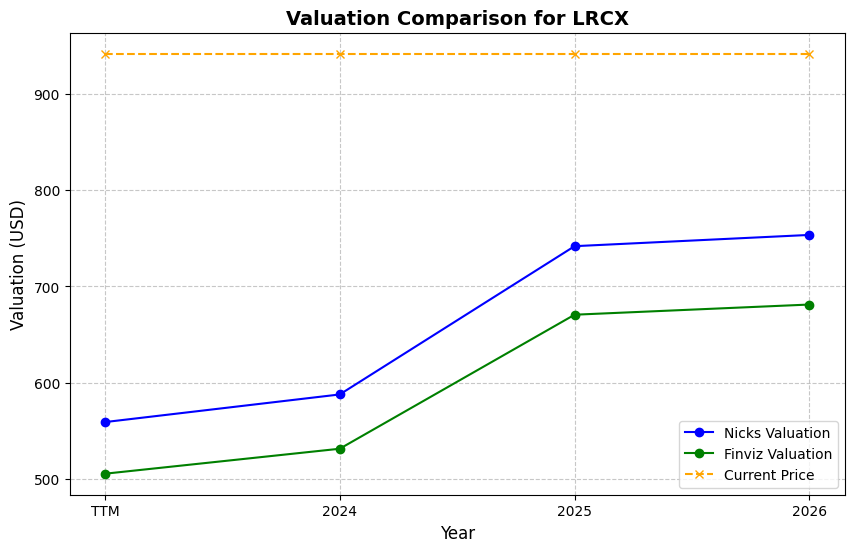 Valuation Comparison for LRCX
Valuation (USD)
900
800
700
600
500
TTM
2024
2025
2026
Year
Nicks Valuation
Finviz Valuation
Current Price